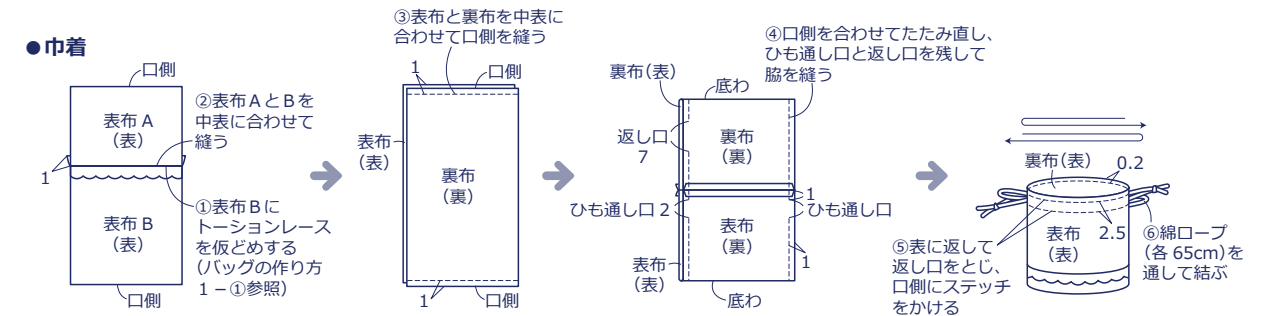 ●巾着
口側
表布 A
（表）
②表布ＡとＢを
中表に合わせて
縫う
1
表布 B
（表）
①表布Ｂに
トーションレース
を仮どめする
（バッグの作り方
１－①参照）
口側
③表布と裏布を中表に
合わせて口側を縫う
1
口側
表布
（表）
裏布
（裏）
1
口側
④口側を合わせてたたみ直し、
ひも通し口と返し口を残して
脇を縫う
裏布（表）
底わ
返し口
7
裏布
（裏）
1
ひも通し口 2
ひも通し口
表布
（裏）
1
表布
（表）
底わ
裏布（表）
0.2
表布
（表）
2.5
⑤表に返して
返し口をとじ、
口側にステッチ
をかける
⑥綿ロープ
（各 65cm）を
通して結ぶ